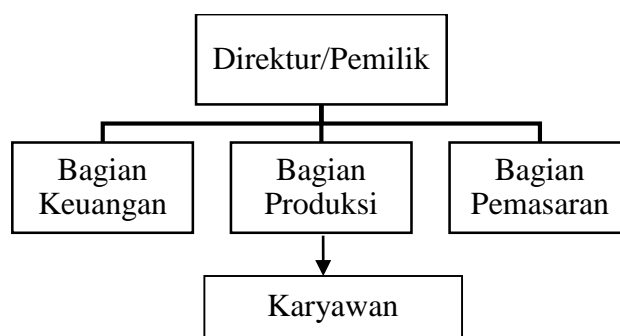 Direktur/Pemilik
Bagian
Keuangan
Bagian
Produksi
Bagian
Pemasaran
Karyawan